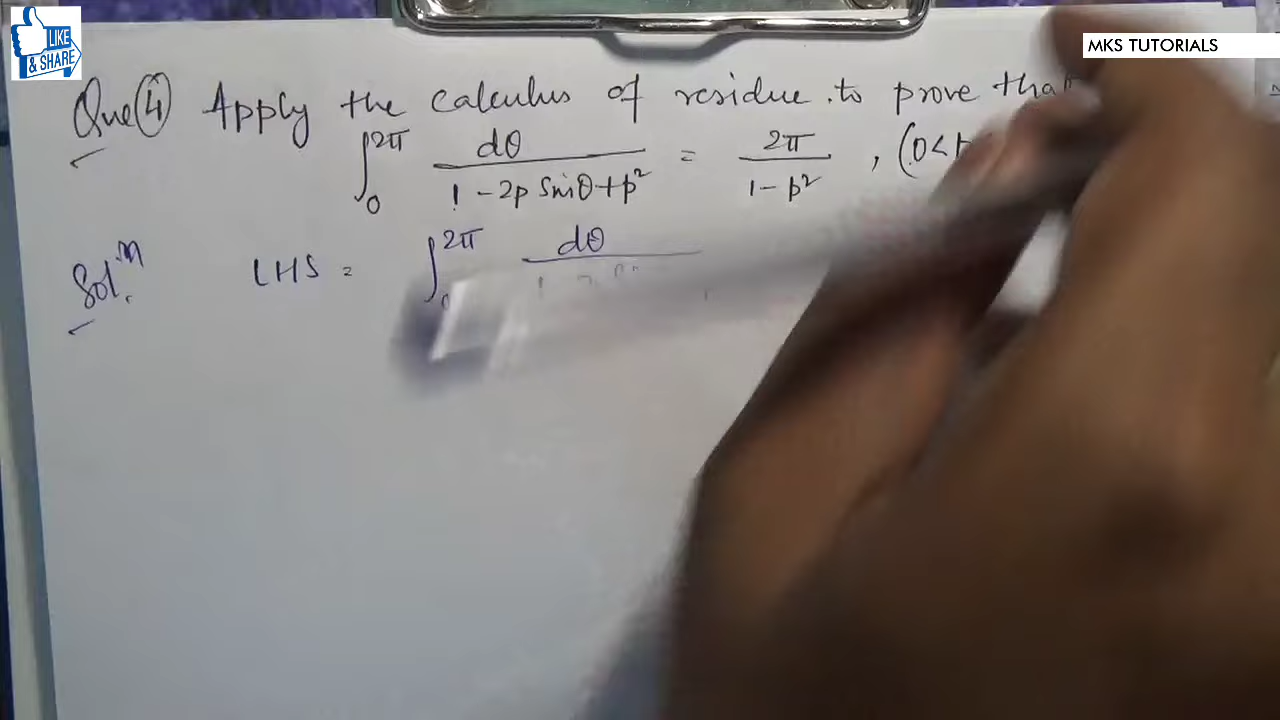 LIKE
& SHARE
MKS TUTORIALS
Que ④ Apply the calculus of residue .to prove that
∫₀^2π dθ / 1 - 2p Sinθ + p² = 2π / 1 - p² , (0<
Sol.ⁿ LHS = ∫^2π dθ